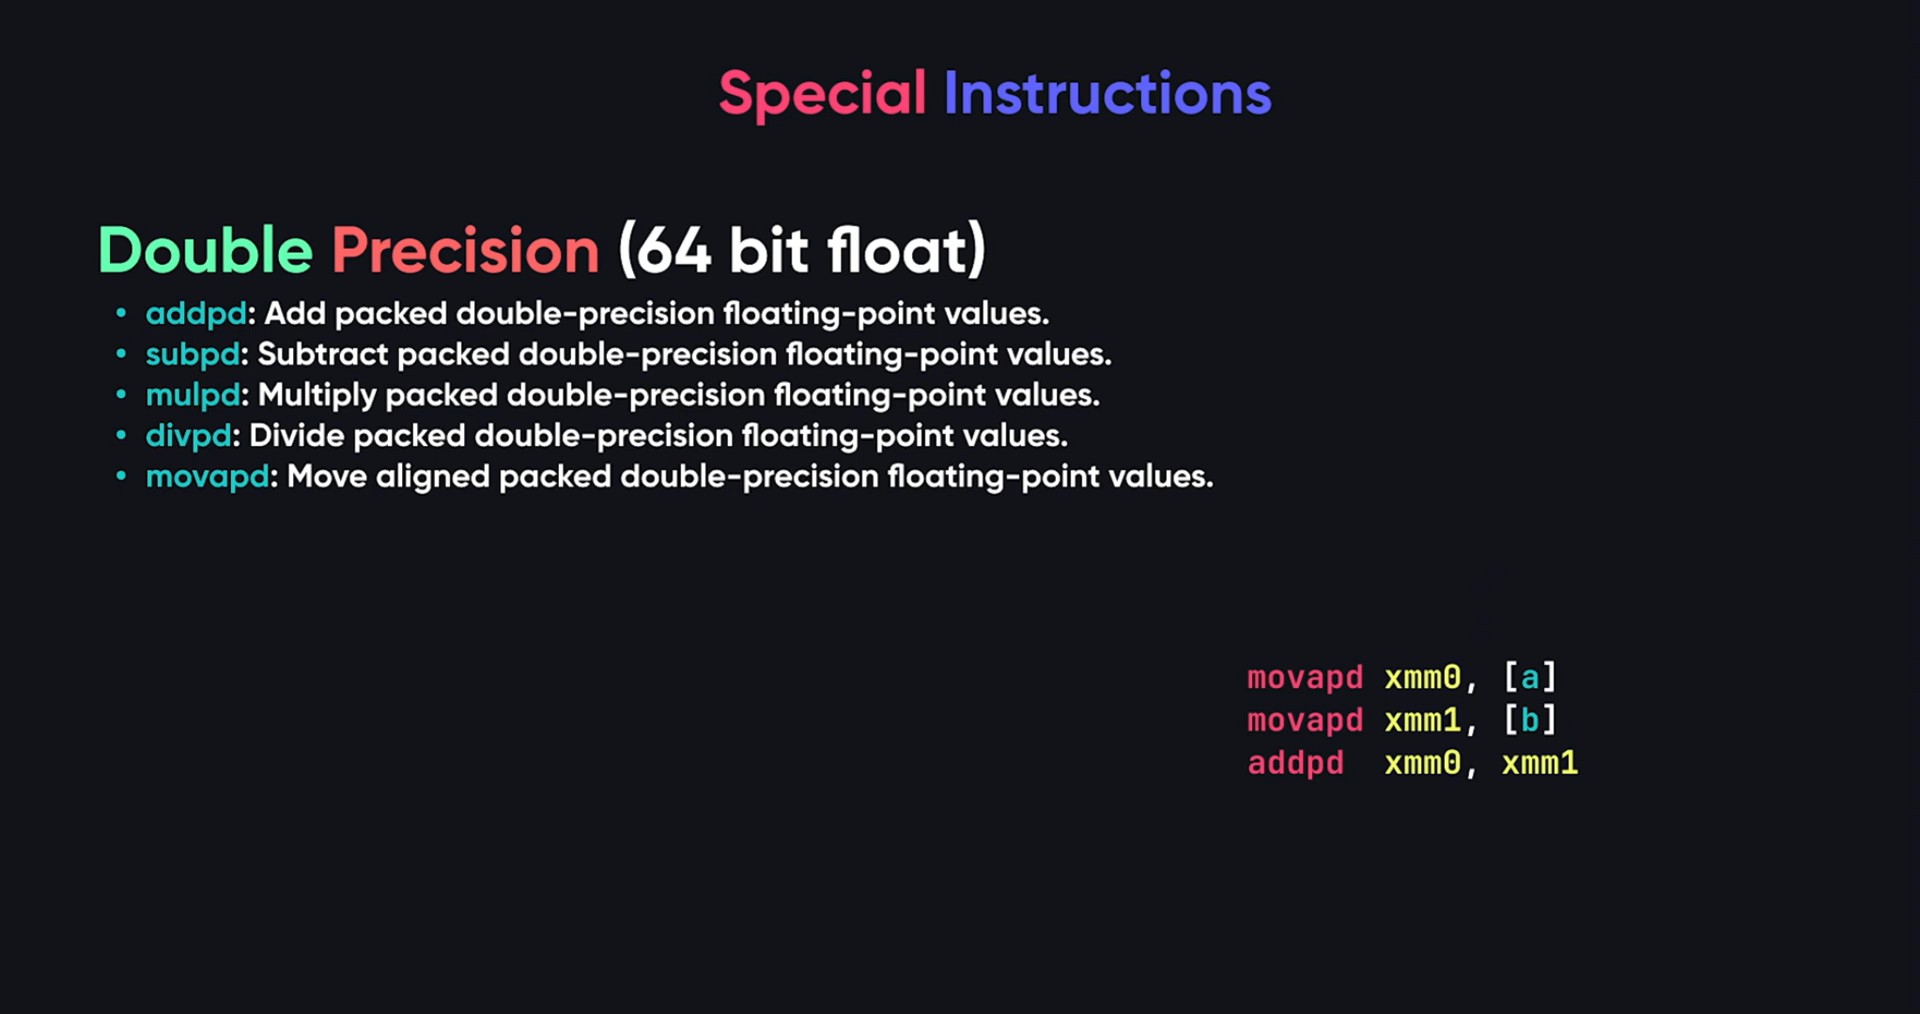 Special Instructions
Double Precision (64 bit float)
• addpd: Add packed double-precision floating-point values.
• subpd: Subtract packed double-precision floating-point values.
• mulpd: Multiply packed double-precision floating-point values.
• divpd: Divide packed double-precision floating-point values.
• movapd: Move aligned packed double-precision floating-point values.
movapd xmm0, [a]
movapd xmm1, [b]
addpd  xmm0, xmm1